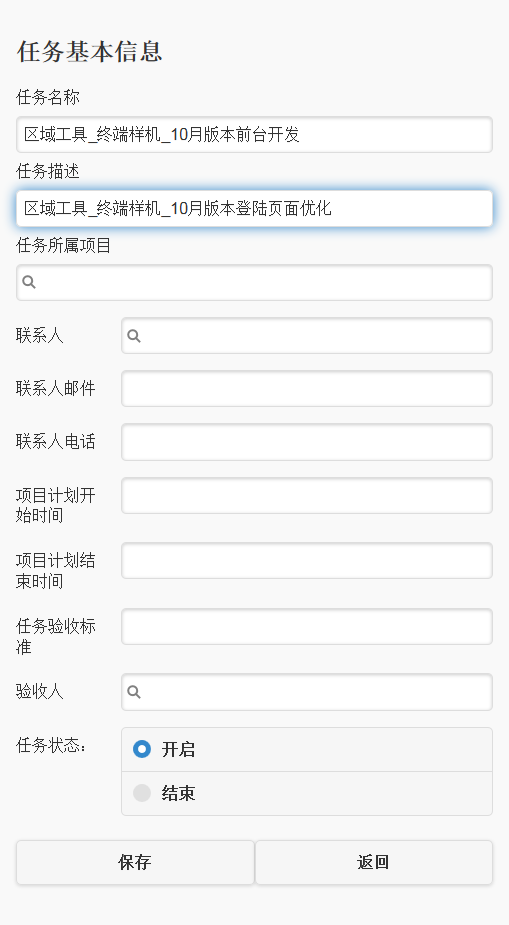 任务基本信息
任务名称
区域工具_终端样机_10月版本前台开发
任务描述
区域工具_终端样机_10月版本登陆页面优化
任务所属项目
联系人
联系人邮件
联系人电话
项目计划开
始时间
项目计划结
束时间
任务验收标
准
验收人
任务状态：
开启
结束
保存
返回